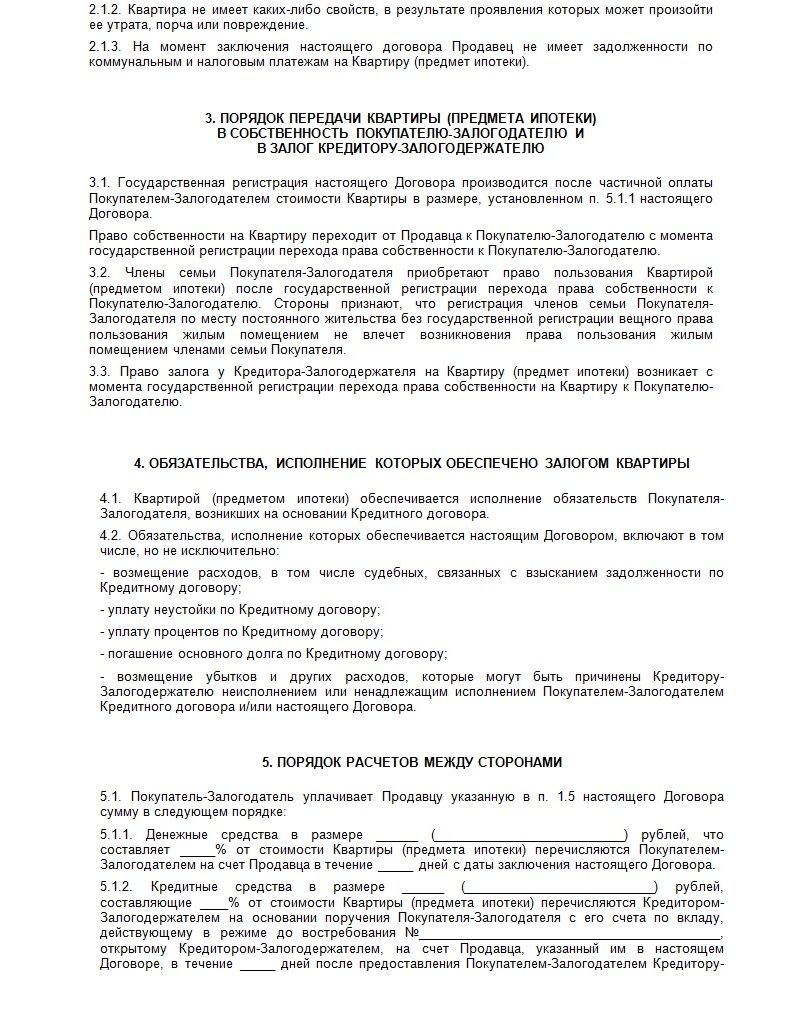 2.1.2. Квартира не имеет каких-либо свойств, в результате проявления которых может произойти
ее утрата, порча или повреждение.
2.1.3. На момент заключения настоящего договора Продавец не имеет задолженности по
коммунальным и налоговым платежам на Квартиру (предмет ипотеки).
3. ПОРЯДОК ПЕРЕДАЧИ КВАРТИРЫ (ПРЕДМЕТА ИПОТЕКИ)
В СОБСТВЕННОСТЬ ПОКУПАТЕЛЮ-ЗАЛОГОДАТЕЛЮ И
В ЗАЛОГ КРЕДИТОРУ-ЗАЛОГОДЕРЖАТЕЛЮ
3.1. Государственная регистрация настоящего Договора производится после частичной оплаты
Покупателем-Залогодателем стоимости Квартиры в размере, установленном п. 5.1.1 настоящего
Договора.
Право собственности на Квартиру переходит от Продавца к Покупателю-Залогодателю с момента
государственной регистрации перехода права собственности к Покупателю-Залогодателю.
3.2. Члены семьи Покупателя-Залогодателя приобретают право пользования Квартирой
(предметом ипотеки) после государственной регистрации перехода права собственности к
Покупателю-Залогодателю. Стороны признают, что регистрация членов семьи Покупателя-
Залогодателя по месту постоянного жительства без государственной регистрации вещного права
пользования жилым помещением не влечет возникновения права пользования жилым
помещением членами семьи Покупателя.
3.3. Право залога у Кредитора-Залогодержателя на Квартиру (предмет ипотеки) возникает с
момента государственной регистрации перехода права собственности на Квартиру к Покупателю-
Залогодателю.
4. ОБЯЗАТЕЛЬСТВА, ИСПОЛНЕНИЕ КОТОРЫХ ОБЕСПЕЧЕНО ЗАЛОГОМ КВАРТИРЫ
4.1. Квартирой (предметом ипотеки) обеспечивается исполнение обязательств Покупателя-
Залогодателя, возникших на основании Кредитного договора.
4.2. Обязательства, исполнение которых обеспечивается настоящим Договором, включают в том
числе, но не исключительно:
- возмещение расходов, в том числе судебных, связанных с взысканием задолженности по
Кредитному договору;
- уплату неустойки по Кредитному договору;
- уплату процентов по Кредитному договору;
- погашение основного долга по Кредитному договору;
- возмещение убытков и других расходов, которые могут быть причинены Кредитору-
Залогодержателю неисполнением или ненадлежащим исполнением Покупателем-Залогодателем
Кредитного договора и/или настоящего Договора.
5. ПОРЯДОК РАСЧЕТОВ МЕЖДУ СТОРОНАМИ
5.1. Покупатель-Залогодатель уплачивает Продавцу указанную в п. 1.5 настоящего Договора
сумму в следующем порядке:
5.1.1. Денежные средства в размере ______ (__________________________) рублей, что
составляет _____% от стоимости Квартиры (предмета ипотеки) перечисляются Покупателем-
Залогодателем на счет Продавца в течение _____ дней с даты заключения настоящего Договора.
5.1.2. Кредитные средства в размере ______ (__________________________) рублей,
составляющие ____% от стоимости Квартиры (предмета ипотеки) перечисляются Кредитором-
Залогодержателем на основании поручения Покупателя-Залогодателя с его счета по вкладу,
действующему в режиме до востребования №__________________________________________,
открытому Кредитором-Залогодержателем, на счет Продавца, указанный им в настоящем
Договоре, в течение _____ дней после предоставления Покупателем-Залогодателем Кредитору-